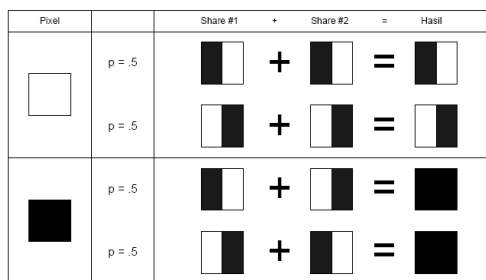 Pixel Share #1 + Share #2 = Hasil
p = .5 + =
p = .5 + =
p = .5 + =
p = .5 + =